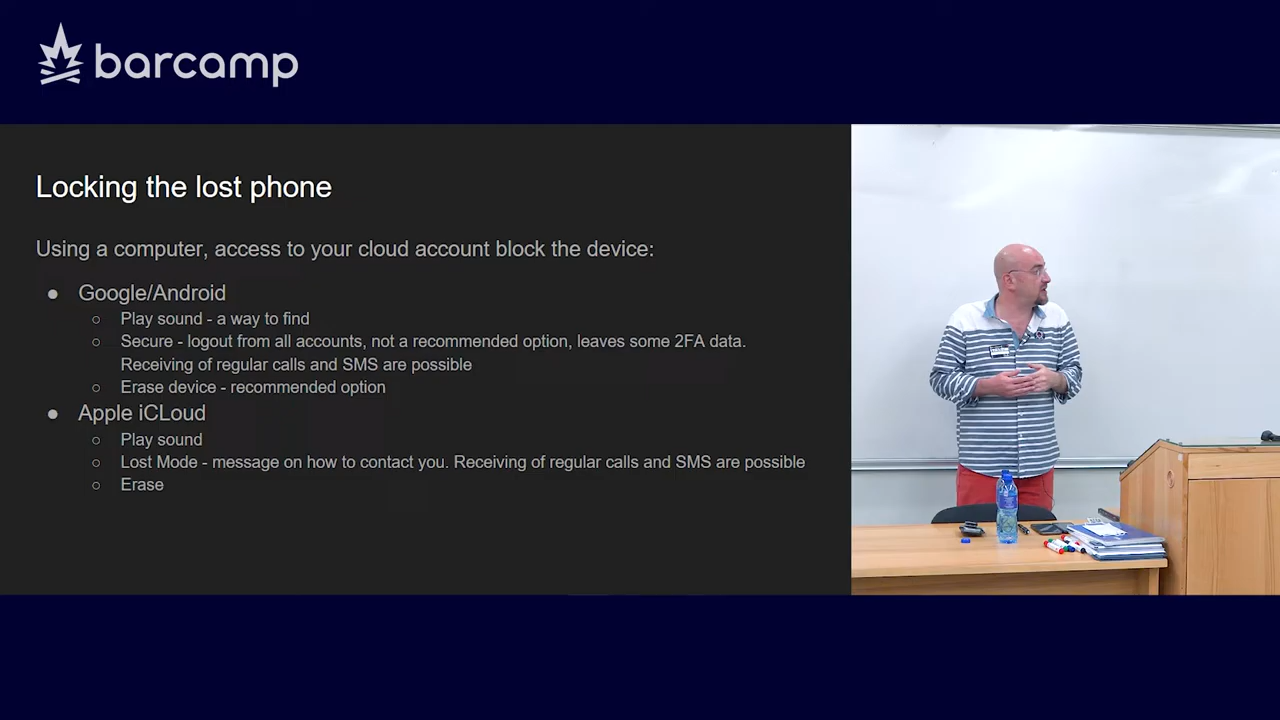 barcamp
Locking the lost phone
Using a computer, access to your cloud account block the device:
● Google/Android
○ Play sound - a way to find
○ Secure - logout from all accounts, not a recommended option, leaves some 2FA data.
Receiving of regular calls and SMS are possible
○ Erase device - recommended option
● Apple iCLoud
○ Play sound
○ Lost Mode - message on how to contact you. Receiving of regular calls and SMS are possible
○ Erase